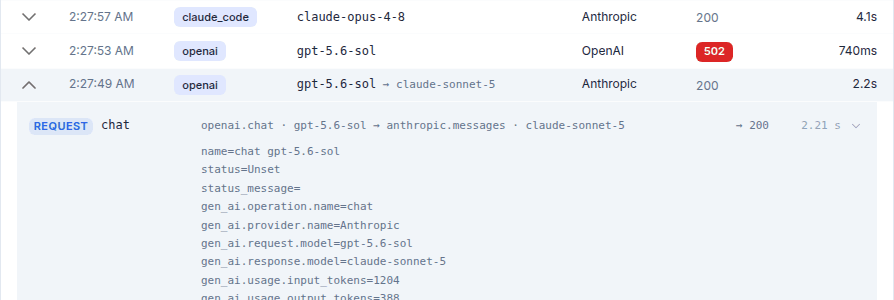 2:27:57 AM claude_code claude-opus-4-8 Anthropic 200 4.1s
2:27:53 AM openai gpt-5.6-sol OpenAI 502 740ms
2:27:49 AM openai gpt-5.6-sol → claude-sonnet-5 Anthropic 200 2.2s
REQUEST chat openai.chat · gpt-5.6-sol → anthropic.messages · claude-sonnet-5 → 200 2.21 s
name=chat gpt-5.6-sol
status=Unset
status_message=
gen_ai.operation.name=chat
gen_ai.provider.name=Anthropic
gen_ai.request.model=gpt-5.6-sol
gen_ai.response.model=claude-sonnet-5
gen_ai.usage.input_tokens=1204
gen_ai.usage.output_tokens=388